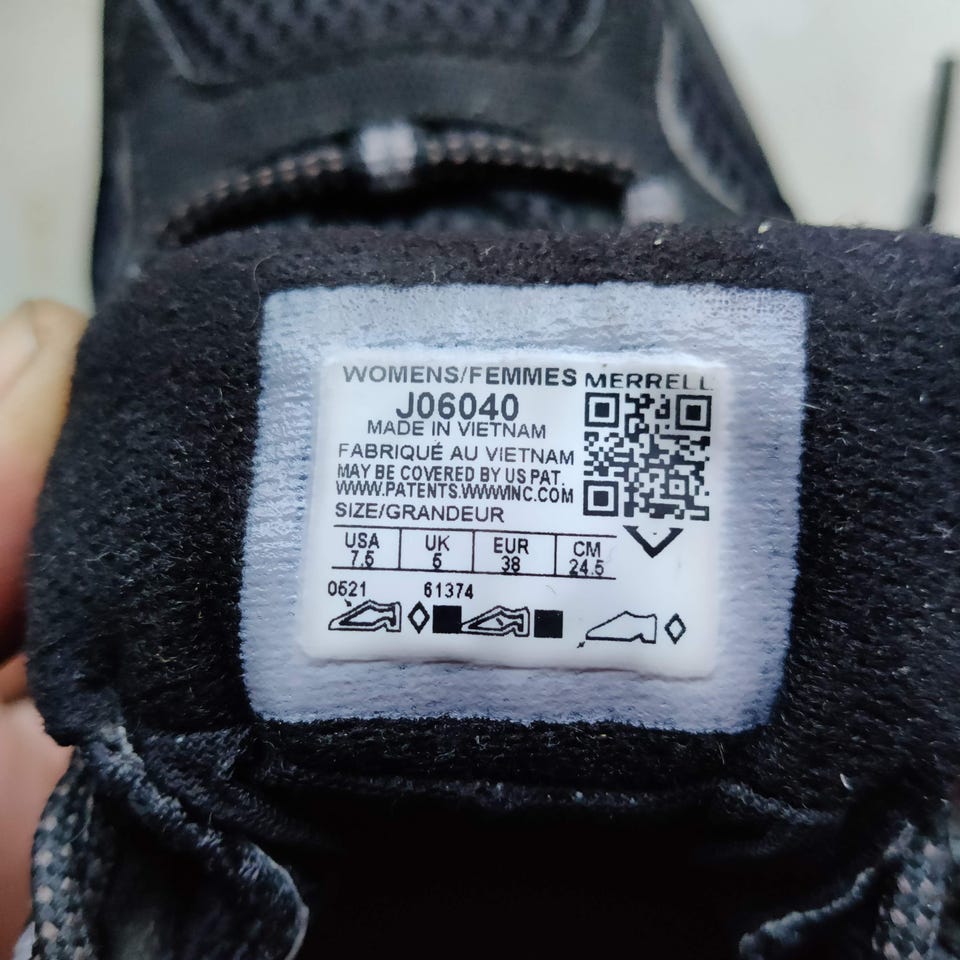 WOMENS/FEMMES MERRELL
J06040
MADE IN VIETNAM
FABRIQUÉ AU VIETNAM
MAY BE COVERED BY US PAT.
WWW.PATENTS.WWWINC.COM
SIZE/GRANDEUR
USA UK EUR CM
7.5 5 38 24.5
0521 61374